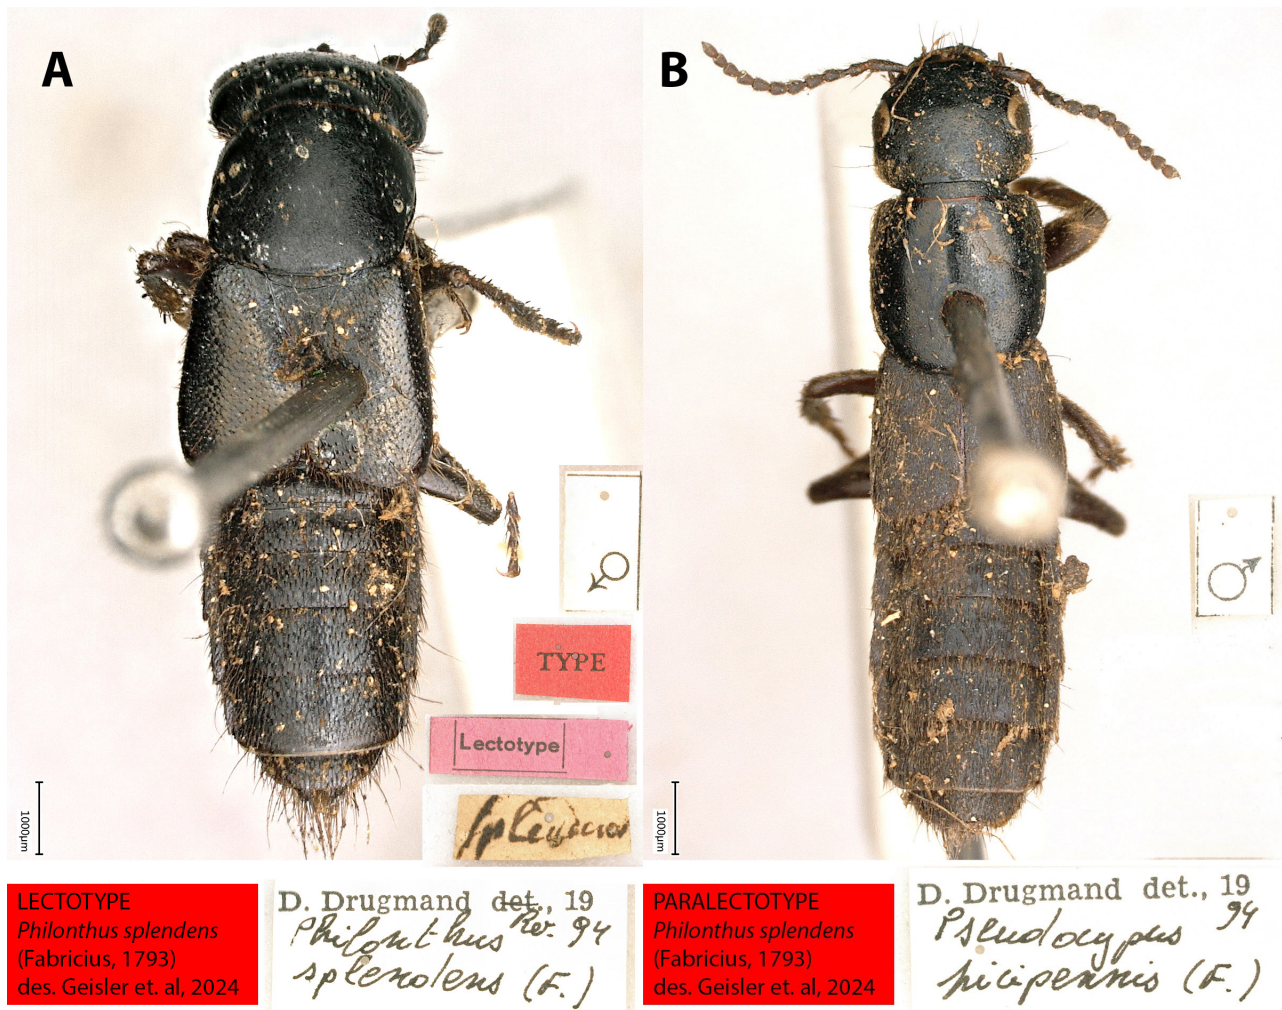 A
B
TYPE
Lectotype
1000µm
1000µm
LECTOTYPE
Philonthus splendens
(Fabricius, 1793)
des. Geisler et. al, 2024
D. Drugmand det., 19
Rev. 94
Philonthus
splendens (F.)
PARALECTOTYPE
Philonthus splendens
(Fabricius, 1793)
des. Geisler et. al, 2024
D. Drugmand det., 19
94
Pseudocypus
picipennis (F.)